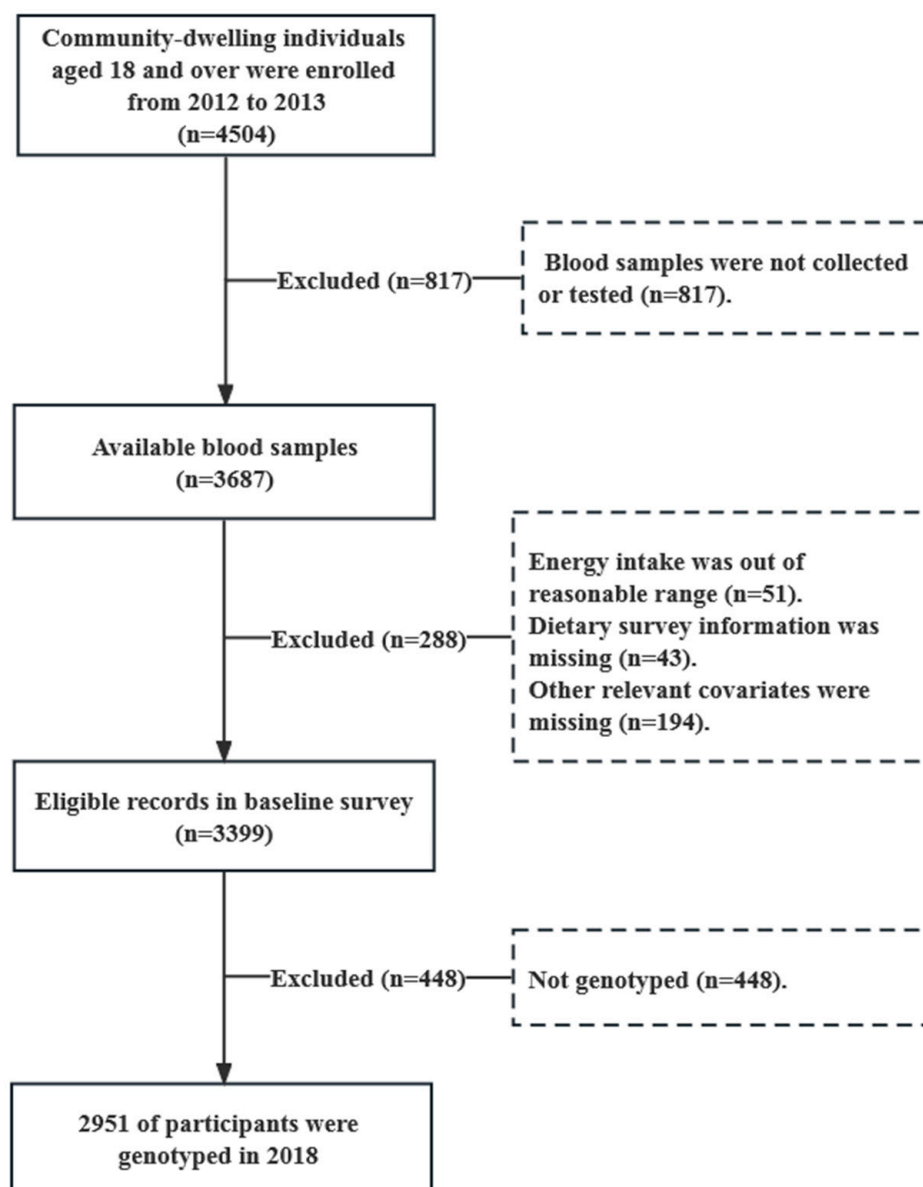 Community-dwelling individuals
aged 18 and over were enrolled
from 2012 to 2013
(n=4504)
Excluded (n=817)
Blood samples were not collected
or tested (n=817).
Available blood samples
(n=3687)
Excluded (n=288)
Energy intake was out of
reasonable range (n=51).
Dietary survey information was
missing (n=43).
Other relevant covariates were
missing (n=194).
Eligible records in baseline survey
(n=3399)
Excluded (n=448)
Not genotyped (n=448).
2951 of participants were
genotyped in 2018